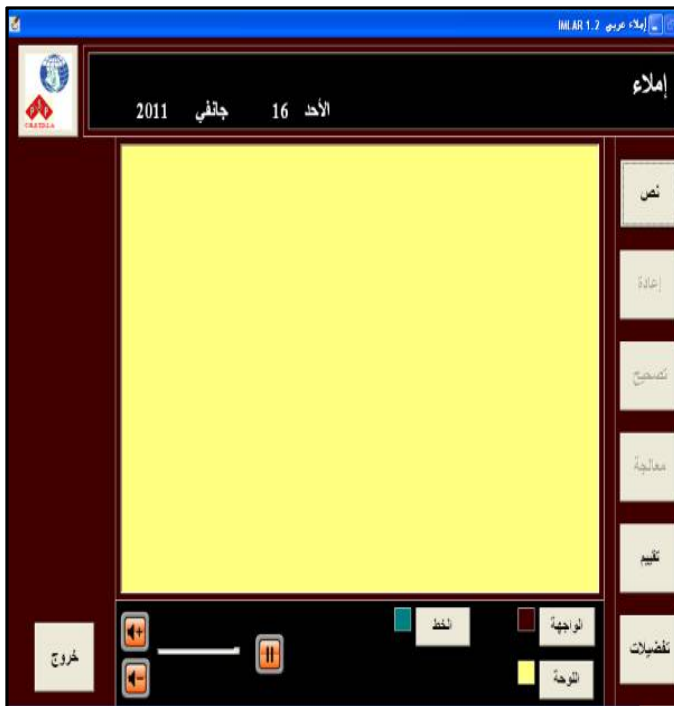 إملاء عربي IMLAR 1.2
إملاء
الأحد 16 جانفي 2011
نص
إعادة
تصحيح
معالجة
تقييم
تفضيلات
الواجهة
الخط
اللوحة
خروج